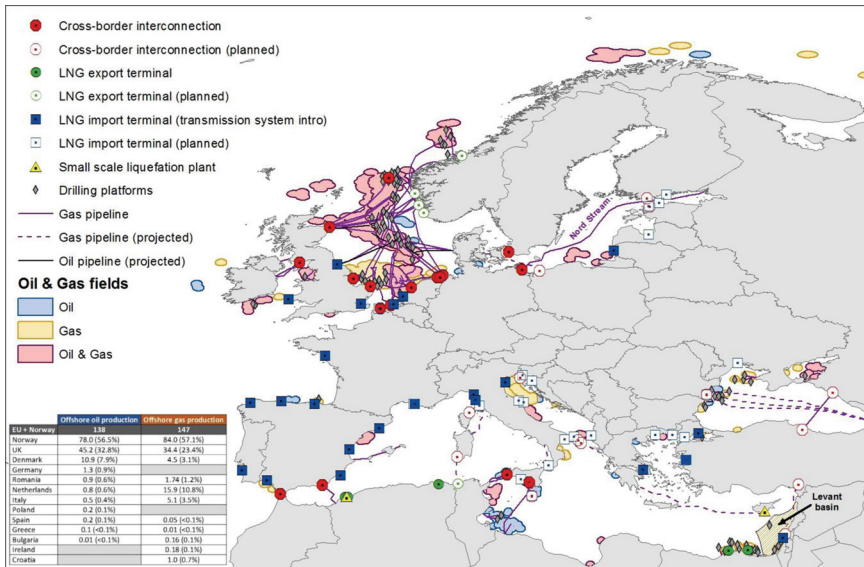 Cross-border interconnection
Cross-border interconnection (planned)
LNG export terminal
LNG export terminal (planned)
LNG import terminal (transmission system intro)
LNG import terminal (planned)
Small scale liquefation plant
Drilling platforms
Gas pipeline
Gas pipeline (projected)
Oil pipeline (projected)
Oil & Gas fields
Oil
Gas
Oil & Gas
Nord Stream
Levant
basin
Offshore oil production Offshore gas production
EU + Norway 138 147
Norway 78.0 (56.5%) 84.0 (57.1%)
UK 45.2 (32.8%) 34.4 (23.4%)
Denmark 10.9 (7.9%) 4.5 (3.1%)
Germany 1.3 (0.9%)
Romania 0.9 (0.6%) 1.74 (1.2%)
Netherlands 0.8 (0.6%) 15.9 (10.8%)
Italy 0.5 (0.4%) 5.1 (3.5%)
Poland 0.2 (0.1%)
Spain 0.2 (0.1%) 0.05 (<0.1%)
Greece 0.1 (<0.1%) 0.01 (<0.1%)
Bulgaria 0.01 (<0.1%) 0.16 (0.1%)
Ireland 0.18 (0.1%)
Croatia 1.0 (0.7%)